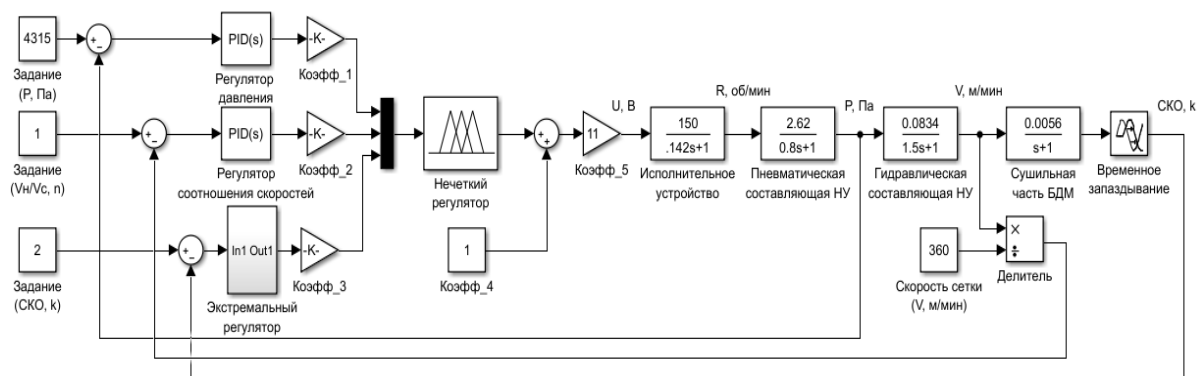 4315
Задание
(P, Па)
PID(s)
Регулятор
давления
-K-
Коэфф_1
1
Задание
(Vн/Vс, n)
PID(s)
Регулятор
соотношения скоростей
-K-
Коэфф_2
2
Задание
(СКО, k)
In1 Out1
Экстремальный
регулятор
-K-
Коэфф_3
Нечеткий
регулятор
1
Коэфф_4
11
Коэфф_5
U, В
150
.142s+1
Исполнительное
устройство
R, об/мин
2.62
0.8s+1
Пневматическая
составляющая НУ
P, Па
0.0834
1.5s+1
Гидравлическая
составляющая НУ
V, м/мин
0.0056
s+1
Сушильная
часть БДМ
СКО, k
Временное
запаздывание
360
Скорость сетки
(V, м/мин)
×
÷
Делитель